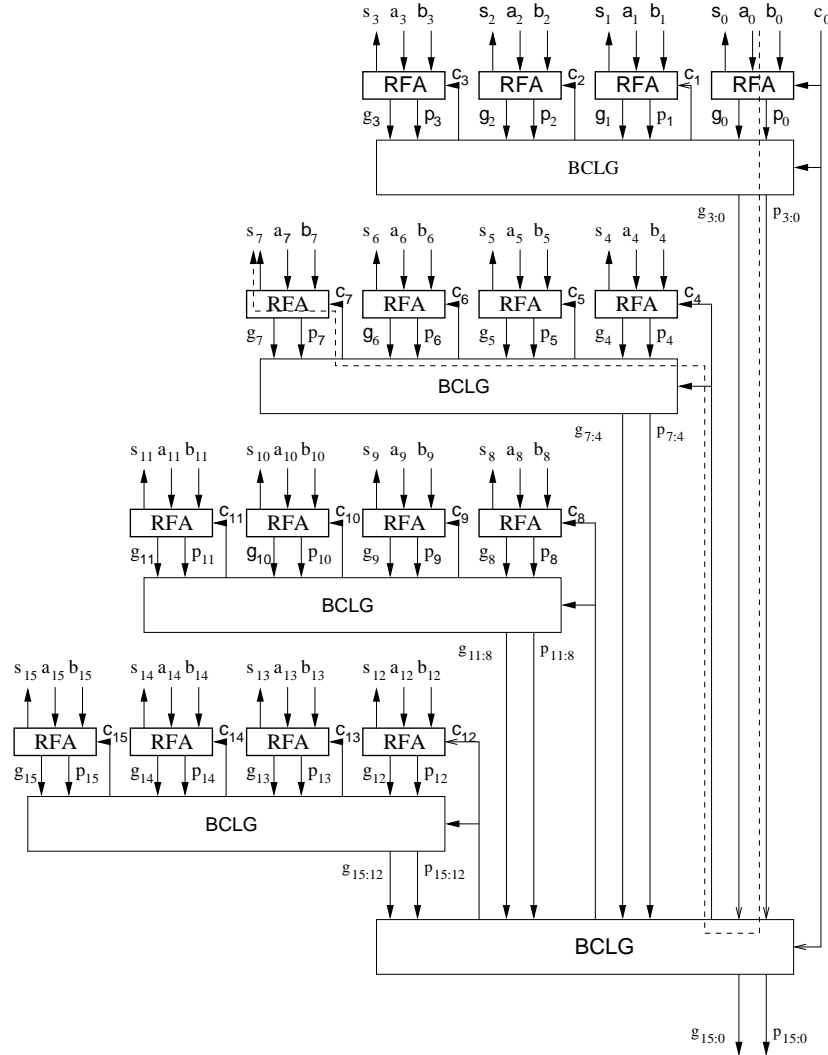 s3 a3 b3 s2 a2 b2 s1 a1 b1 s0 a0 b0 c0
RFA c3 RFA c2 RFA c1 RFA
g3 p3 g2 p2 g1 p1 g0 p0
BCLG
g3:0 p3:0
s7 a7 b7 s6 a6 b6 s5 a5 b5 s4 a4 b4
RFA c7 RFA c6 RFA c5 RFA c4
g7 p7 g6 p6 g5 p5 g4 p4
BCLG
g7:4 p7:4
s11 a11 b11 s10 a10 b10 s9 a9 b9 s8 a8 b8
RFA c11 RFA c10 RFA c9 RFA c8
g11 p11 g10 p10 g9 p9 g8 p8
BCLG
g11:8 p11:8
s15 a15 b15 s14 a14 b14 s13 a13 b13 s12 a12 b12
RFA c15 RFA c14 RFA c13 RFA c12
g15 p15 g14 p14 g13 p13 g12 p12
BCLG
g15:12 p15:12
BCLG
g15:0 p15:0